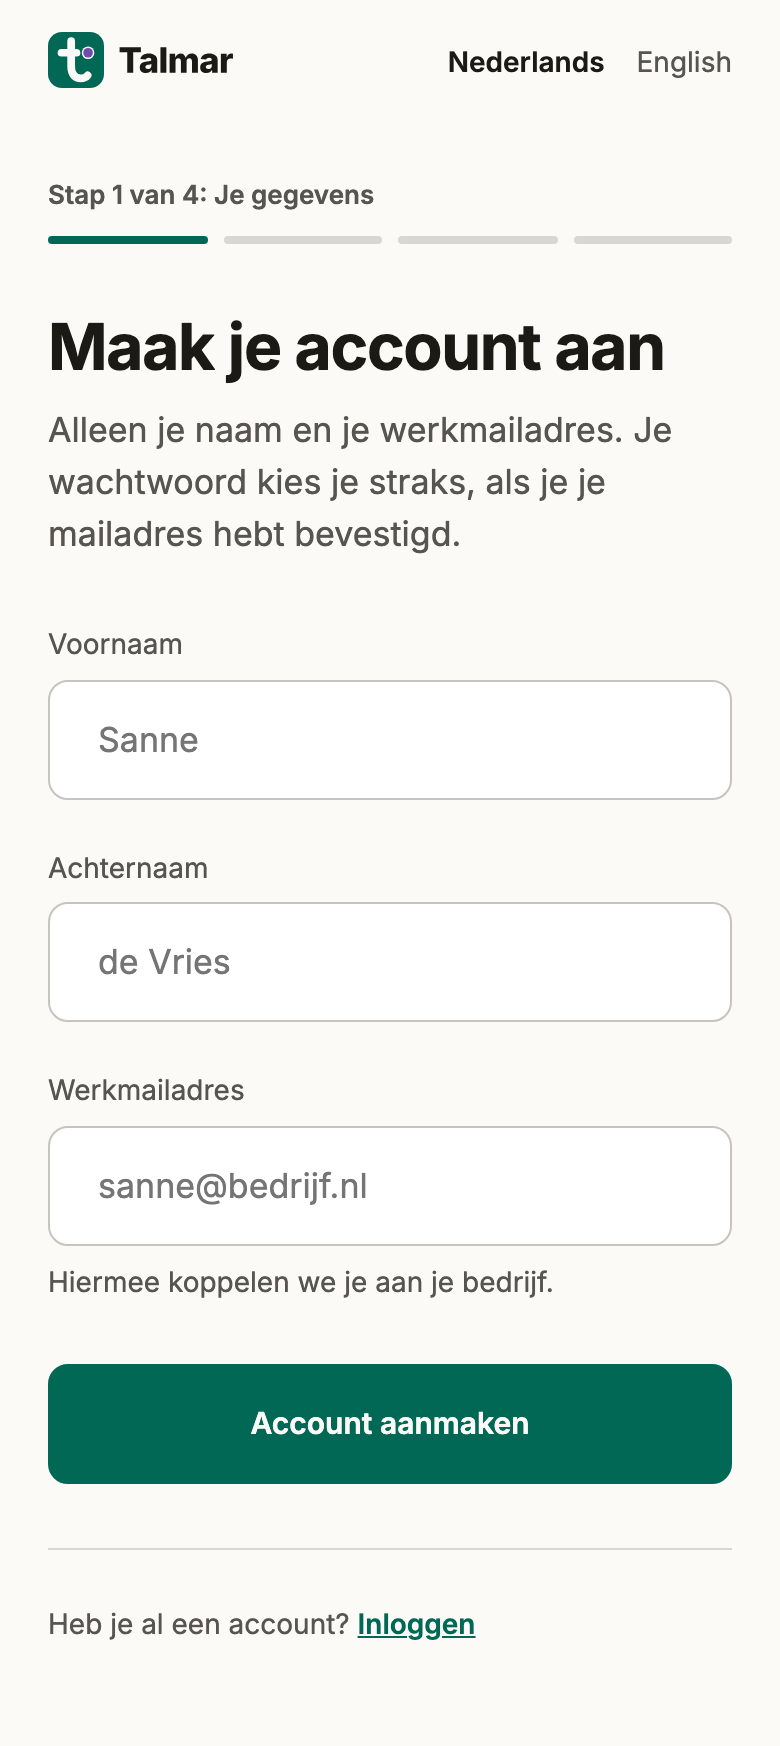 Talmar
Nederlands English
Stap 1 van 4: Je gegevens
Maak je account aan
Alleen je naam en je werkmailadres. Je
wachtwoord kies je straks, als je je
mailadres hebt bevestigd.
Voornaam
Sanne
Achternaam
de Vries
Werkmailadres
sanne@bedrijf.nl
Hiermee koppelen we je aan je bedrijf.
Account aanmaken
Heb je al een account? Inloggen